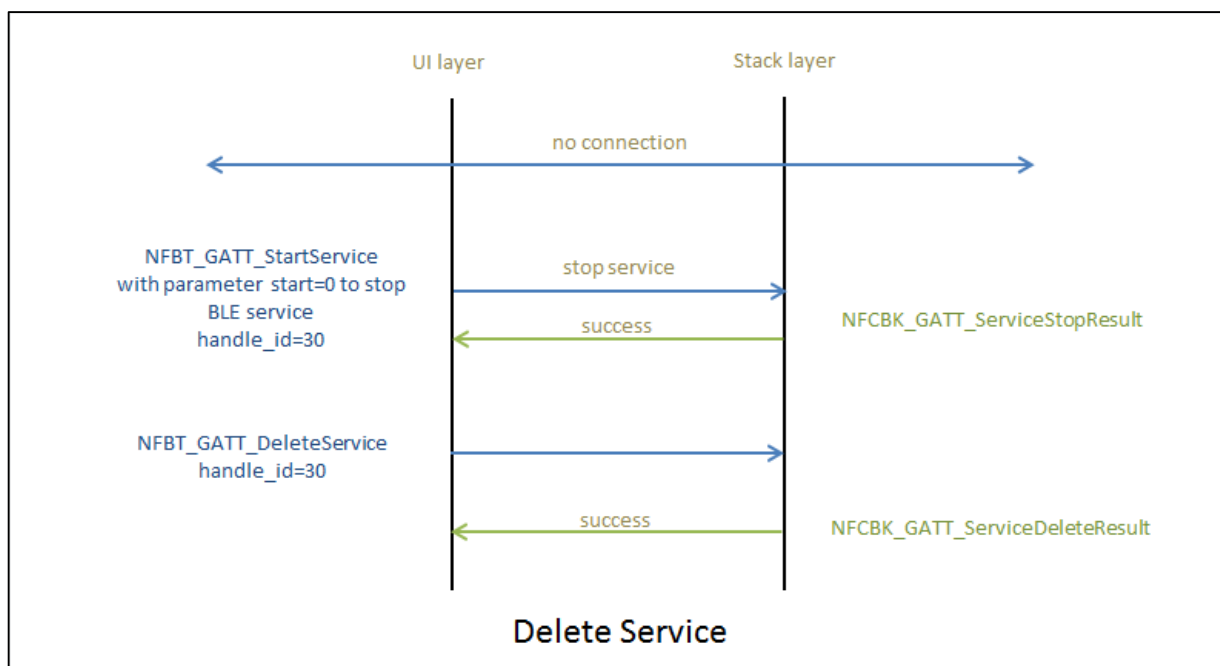 UI layer
Stack layer
no connection
NFBT_GATT_StartService
with parameter start=0 to stop
BLE service
handle_id=30
stop service
success
NFCBK_GATT_ServiceStopResult
NFBT_GATT_DeleteService
handle_id=30
success
NFCBK_GATT_ServiceDeleteResult
Delete Service